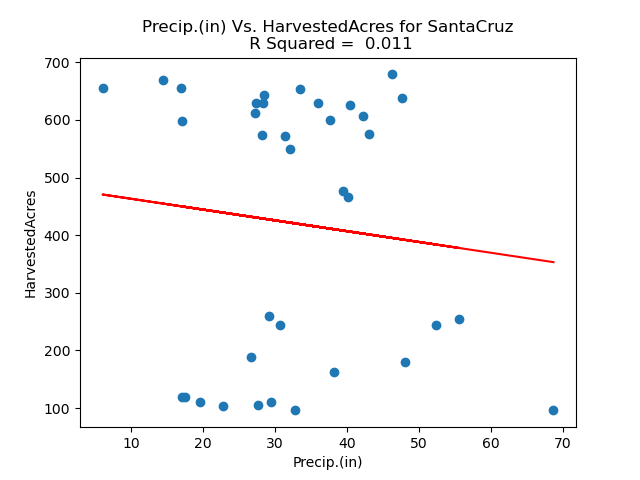 Precip.(in) Vs. HarvestedAcres for SantaCruz
R Squared =  0.011
700
600
500
400
300
200
100
HarvestedAcres
10 20 30 40 50 60 70
Precip.(in)